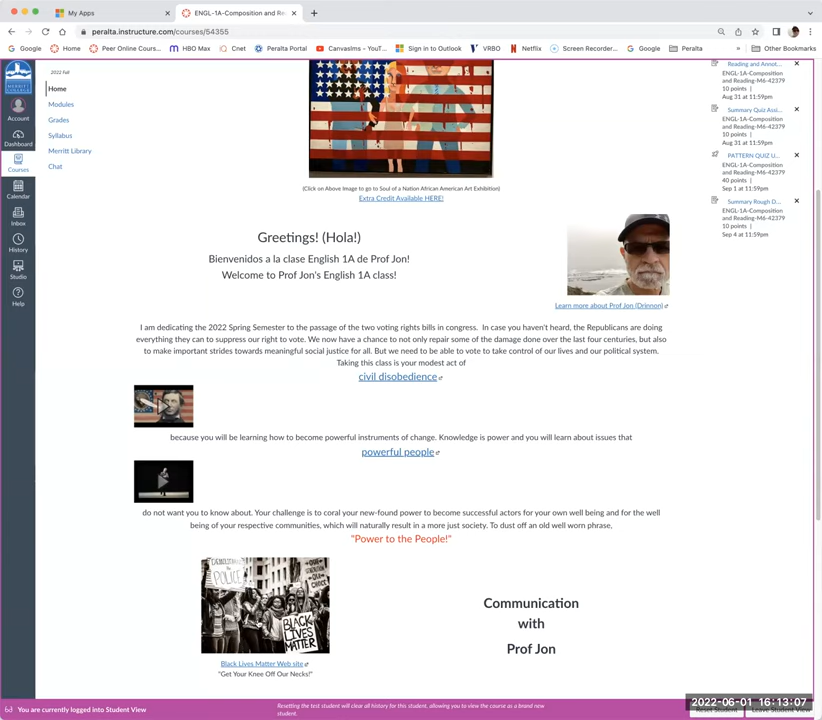 My Apps
ENGL-1A-Composition and Re
peralta.instructure.com/courses/54355
Google
Home
Peer Online Cours...
HBO Max
Cnet
Peralta Portal
CanvasIms – YouT...
Sign in to Outlook
VRBO
Netflix
Screen Recorder...
Google
Peralta
»
Other Bookmarks
Account
Dashboard
Courses
Calendar
Inbox
History
Studio
Help
2022 Fall
Home
Modules
Grades
Syllabus
Merritt Library
Chat
(Click on Above Image to go to Soul of a Nation African American Art Exhibition)
Extra Credit Available HERE!
Greetings! (Hola!)
Bienvenidos a la clase English 1A de Prof Jon!
Welcome to Prof Jon's English 1A class!
Learn more about Prof Jon (Drinnon)
I am dedicating the 2022 Spring Semester to the passage of the two voting rights bills in congress. In case you haven't heard, the Republicans are doing
everything they can to suppress our right to vote. We now have a chance to not only repair some of the damage done over the last four centuries, but also
to make important strides towards meaningful social justice for all. But we need to be able to vote to take control of our lives and our political system.
Taking this class is your modest act of
civil disobedience
because you will be learning how to become powerful instruments of change. Knowledge is power and you will learn about issues that
powerful people
do not want you to know about. Your challenge is to coral your new-found power to become successful actors for your own well being and for the well
being of your respective communities, which will naturally result in a more just society. To dust off an old well worn phrase,
"Power to the People!"
POLICE
BLACK
LIVES
MATTER
Black Lives Matter Web site
"Get Your Knee Off Our Necks!"
Communication
with
Prof Jon
Reading and Annot...
ENGL-1A-Composition
and Reading-M6-42379
10 points |
Aug 31 at 11:59pm
Summary Quiz Assi...
ENGL-1A-Composition
and Reading-M6-42379
10 points |
Aug 31 at 11:59pm
PATTERN QUIZ U...
ENGL-1A-Composition
and Reading-M6-42379
40 points |
Sep 1 at 11:59pm
Summary Rough D...
ENGL-1A-Composition
and Reading-M6-42379
10 points |
Sep 4 at 11:59pm
You are currently logged into Student View
Resetting the test student will clear all history for this student, allowing you to view the course as a brand new
student.
Reset Student
Leave Student View
2022-06-01 16:13:07